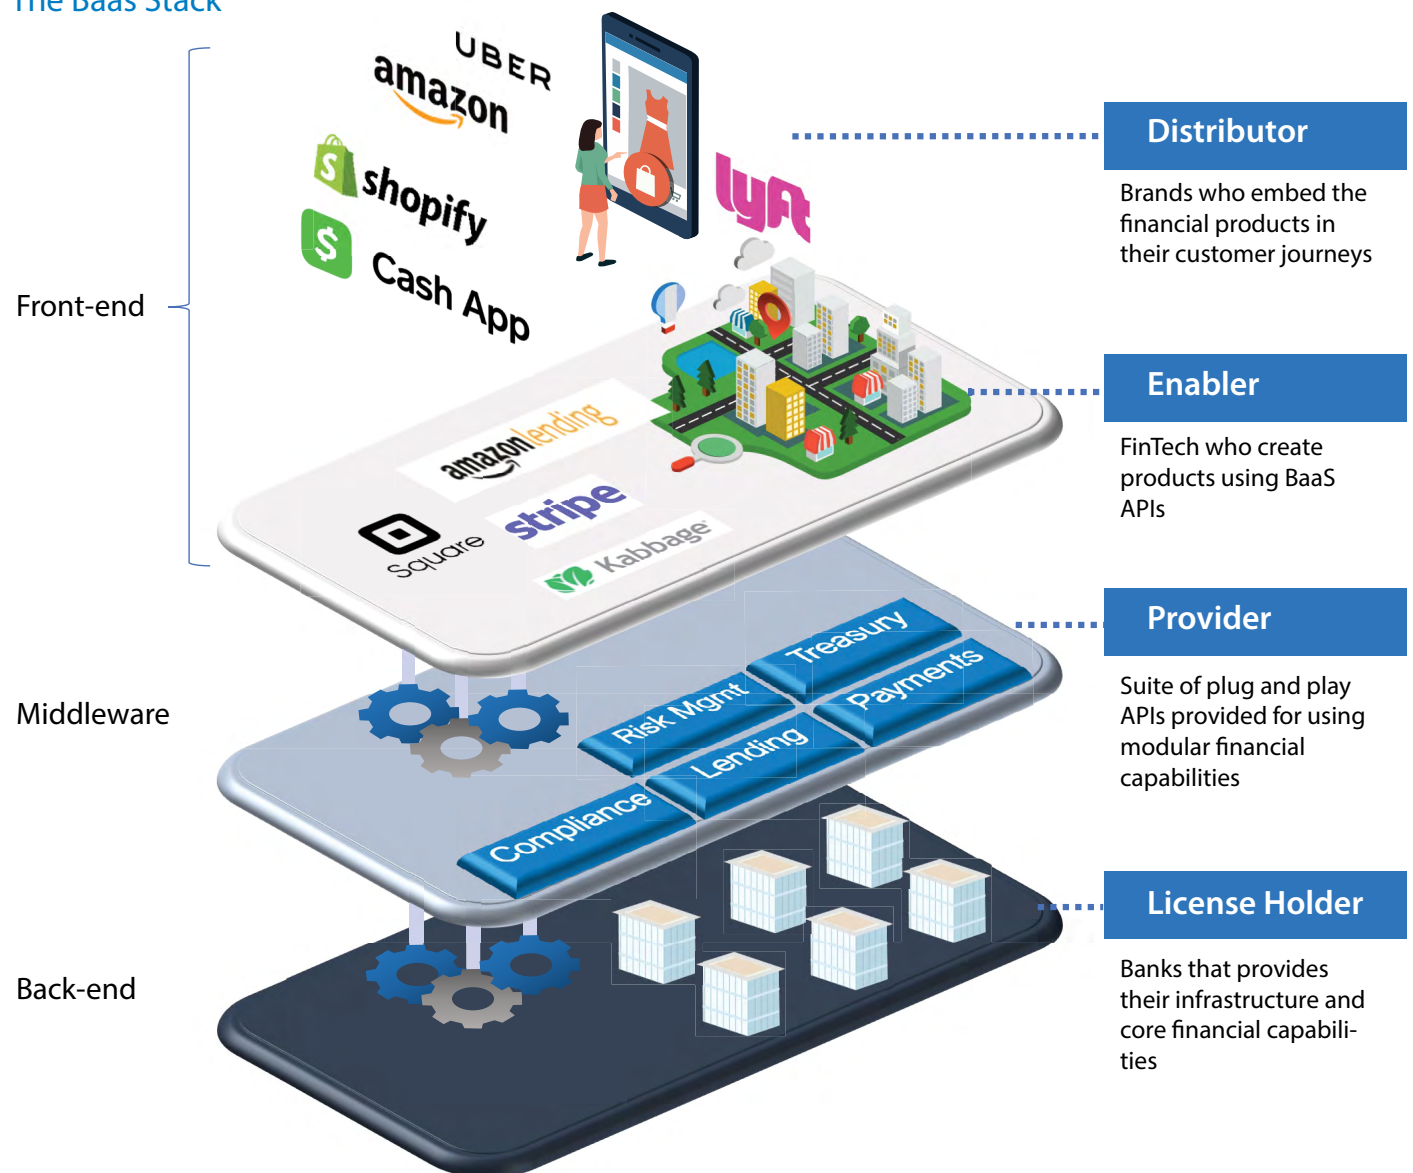 The Baas Stack
UBER
amazon
S
shopify
$
Cash App
lyft
Front-end
amazonlending
stripe
Square
Kabbage
Middleware
Treasury
Risk Mgmt
Payments
Lending
Compliance
Back-end
Distributor
Brands who embed the
financial products in
their customer journeys
Enabler
FinTech who create
products using BaaS
APIs
Provider
Suite of plug and play
APIs provided for using
modular financial
capabilities
License Holder
Banks that provides
their infrastructure and
core financial capabili-
ties